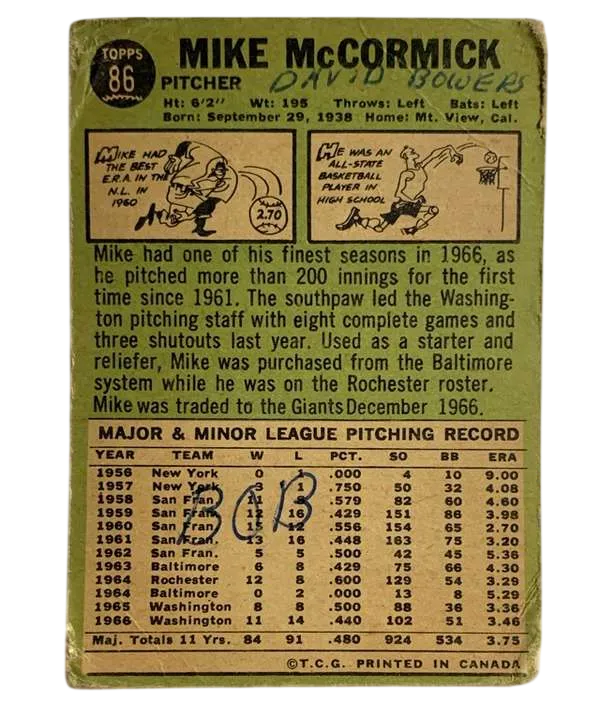 TOPPS
86
MIKE McCORMICK
PITCHER DAVID BOWERS
Ht: 6'2" Wt: 195 Throws: Left Bats: Left
Born: September 29, 1938 Home: Mt. View, Cal.
MIKE HAD
THE BEST
E.R.A. IN THE
N.L. IN
1960
2.70
HE WAS AN
ALL-STATE
BASKETBALL
PLAYER IN
HIGH SCHOOL
Mike had one of his finest seasons in 1966, as
he pitched more than 200 innings for the first
time since 1961. The southpaw led the Washing-
ton pitching staff with eight complete games and
three shutouts last year. Used as a starter and
reliefer, Mike was purchased from the Baltimore
system while he was on the Rochester roster.
Mike was traded to the Giants December 1966.
MAJOR & MINOR LEAGUE PITCHING RECORD
YEAR TEAM W L PCT. SO BB ERA
1956 New York 0 1 .000 4 10 9.00
1957 New York 3 1 .750 50 32 4.08
1958 San Fran. 11 .579 82 60 4.60
1959 San Fran. 12 16 .429 151 86 3.98
1960 San Fran. 15 12 .556 154 65 2.70
1961 San Fran. 13 16 .448 163 75 3.20
1962 San Fran. 5 5 .500 42 45 5.36
1963 Baltimore 6 8 .429 75 66 4.30
1964 Rochester 12 8 .600 129 54 3.29
1964 Baltimore 0 2 .000 13 8 5.29
1965 Washington 8 8 .500 88 36 3.36
1966 Washington 11 14 .440 102 51 3.46
Maj. Totals 11 Yrs. 84 91 .480 924 534 3.75
BOB
©T.C.G. PRINTED IN CANADA